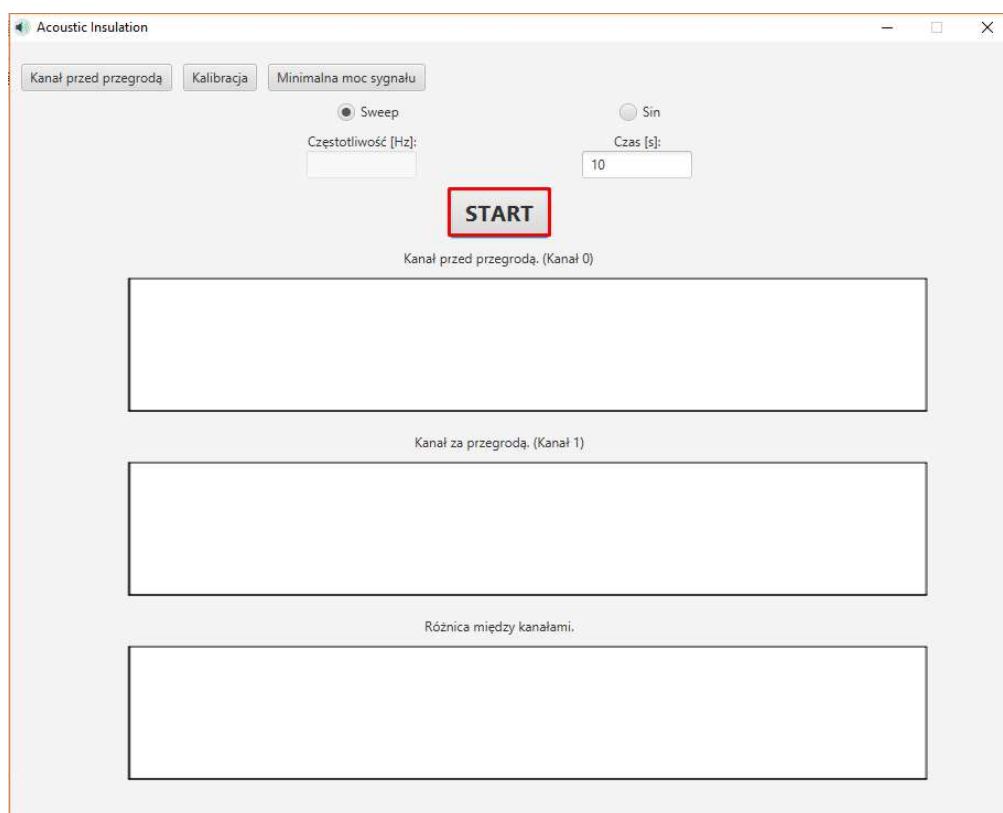 Acoustic Insulation
Kanał przed przegrodą Kalibracja Minimalna moc sygnału
Sweep Sin
Częstotliwość [Hz]: Czas [s]:
10
START
Kanał przed przegrodą. (Kanał 0)
Kanał za przegrodą. (Kanał 1)
Różnica między kanałami.